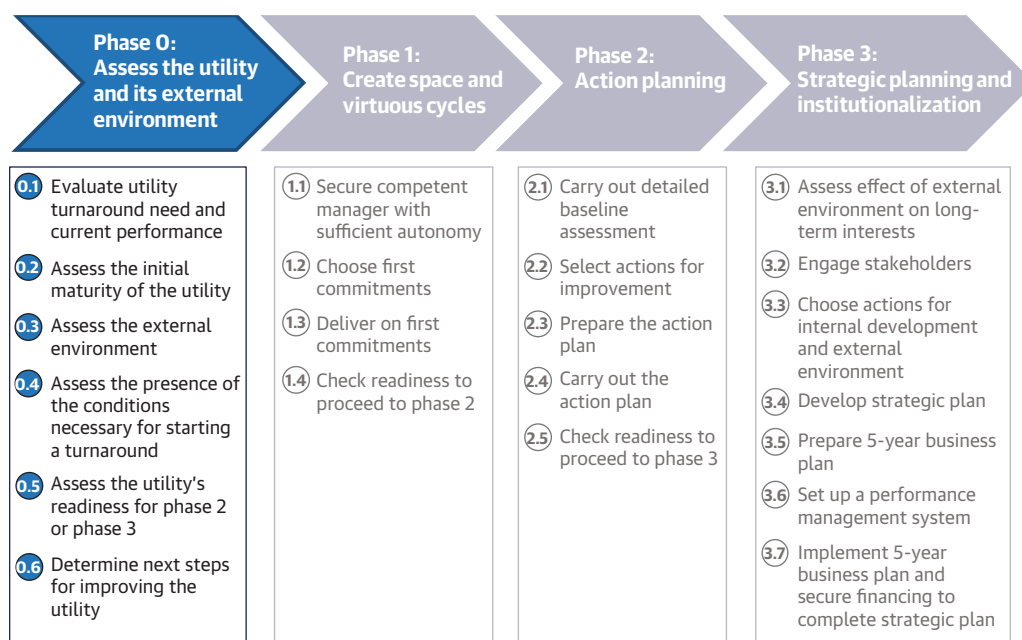 Phase 0:
Assess the utility
and its external
environment
Phase 1:
Create space and
virtuous cycles
Phase 2:
Action planning
Phase 3:
Strategic planning and
institutionalization
0.1 Evaluate utility
turnaround need and
current performance
0.2 Assess the initial
maturity of the utility
0.3 Assess the external
environment
0.4 Assess the presence of
the conditions
necessary for starting
a turnaround
0.5 Assess the utility's
readiness for phase 2
or phase 3
0.6 Determine next steps
for improving the
utility
1.1 Secure competent
manager with
sufficient autonomy
1.2 Choose first
commitments
1.3 Deliver on first
commitments
1.4 Check readiness to
proceed to phase 2
2.1 Carry out detailed
baseline
assessment
2.2 Select actions for
improvement
2.3 Prepare the action
plan
2.4 Carry out the
action plan
2.5 Check readiness to
proceed to phase 3
3.1 Assess effect of external
environment on long-
term interests
3.2 Engage stakeholders
3.3 Choose actions for
internal development
and external
environment
3.4 Develop strategic plan
3.5 Prepare 5-year business
plan
3.6 Set up a performance
management system
3.7 Implement 5-year
business plan and
secure financing to
complete strategic plan